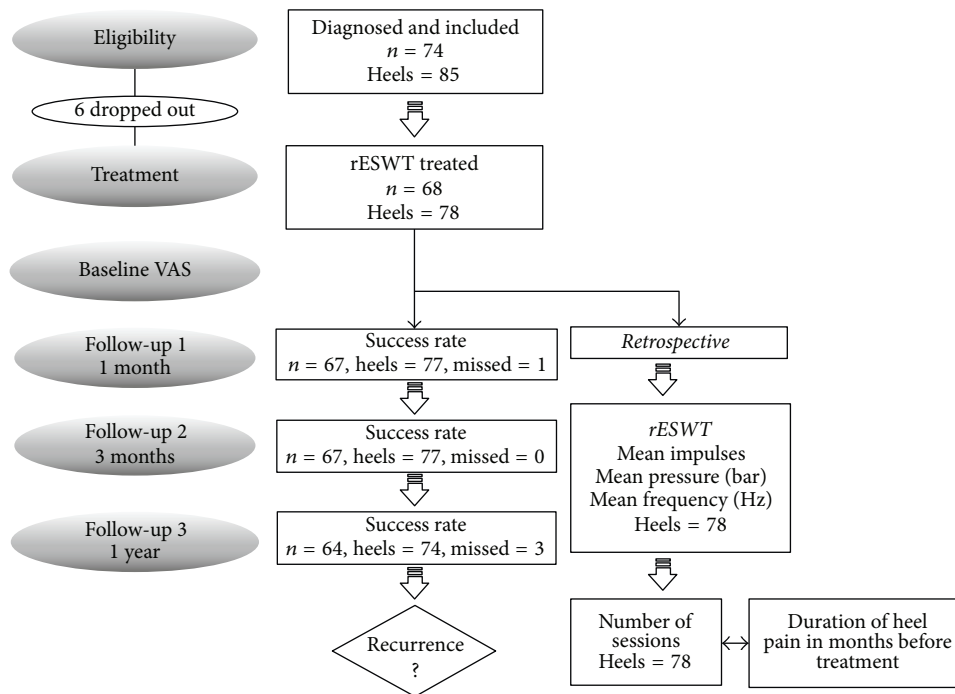 Eligibility
Diagnosed and included
n = 74
Heels = 85
6 dropped out
Treatment
rESWT treated
n = 68
Heels = 78
Baseline VAS
Follow-up 1
1 month
Success rate
n = 67, heels = 77, missed = 1
Retrospective
Follow-up 2
3 months
Success rate
n = 67, heels = 77, missed = 0
rESWT
Mean impulses
Mean pressure (bar)
Mean frequency (Hz)
Heels = 78
Follow-up 3
1 year
Success rate
n = 64, heels = 74, missed = 3
Recurrence
?
Number of
sessions
Heels = 78
Duration of heel
pain in months before
treatment